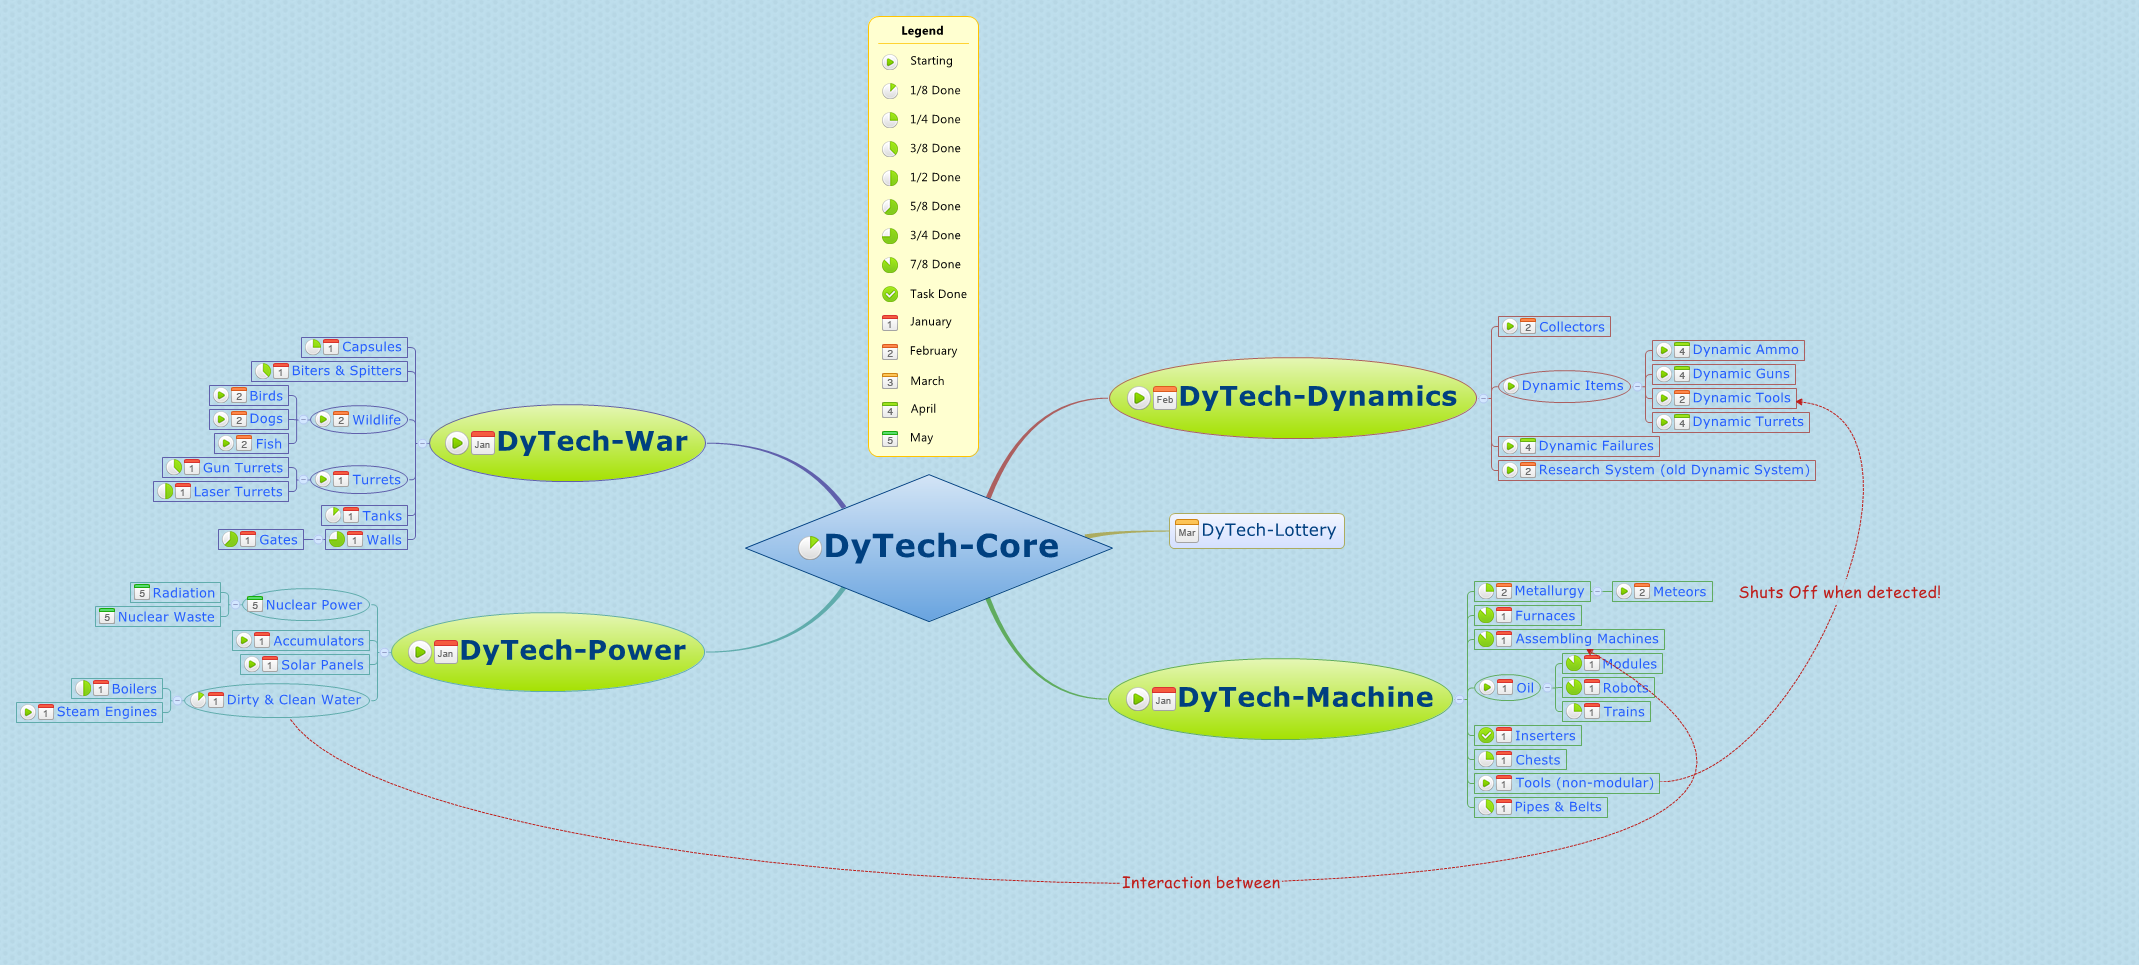 Legend
Starting
1/8 Done
1/4 Done
3/8 Done
1/2 Done
5/8 Done
3/4 Done
7/8 Done
Task Done
1 January
2 February
3 March
4 April
5 May
DyTech-Core
Jan DyTech-War
1 Capsules
1 Biters & Spitters
2 Wildlife
2 Birds
2 Dogs
2 Fish
1 Turrets
1 Gun Turrets
1 Laser Turrets
1 Tanks
1 Walls
1 Gates
Jan DyTech-Power
5 Nuclear Power
5 Radiation
5 Nuclear Waste
1 Accumulators
1 Solar Panels
1 Dirty & Clean Water
1 Boilers
1 Steam Engines
Feb DyTech-Dynamics
2 Collectors
Dynamic Items
4 Dynamic Ammo
4 Dynamic Guns
2 Dynamic Tools
4 Dynamic Turrets
4 Dynamic Failures
2 Research System (old Dynamic System)
Mar DyTech-Lottery
Jan DyTech-Machine
2 Metallurgy
2 Meteors
1 Furnaces
1 Assembling Machines
1 Oil
1 Modules
1 Robots
1 Trains
1 Inserters
1 Chests
1 Tools (non-modular)
1 Pipes & Belts
Shuts Off when detected!
Interaction between